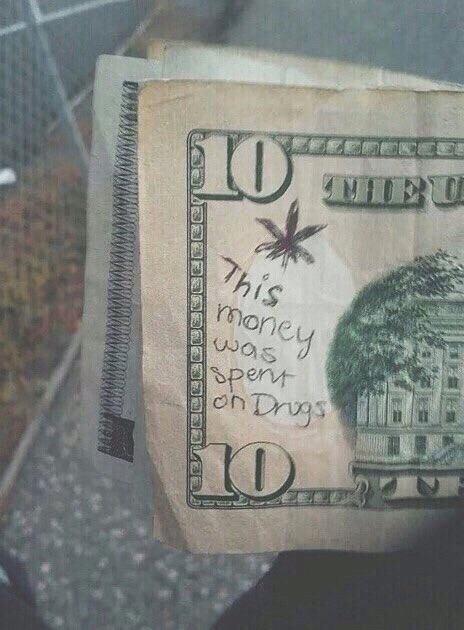 10
THE U
This
money
was
spent
on Drugs
10